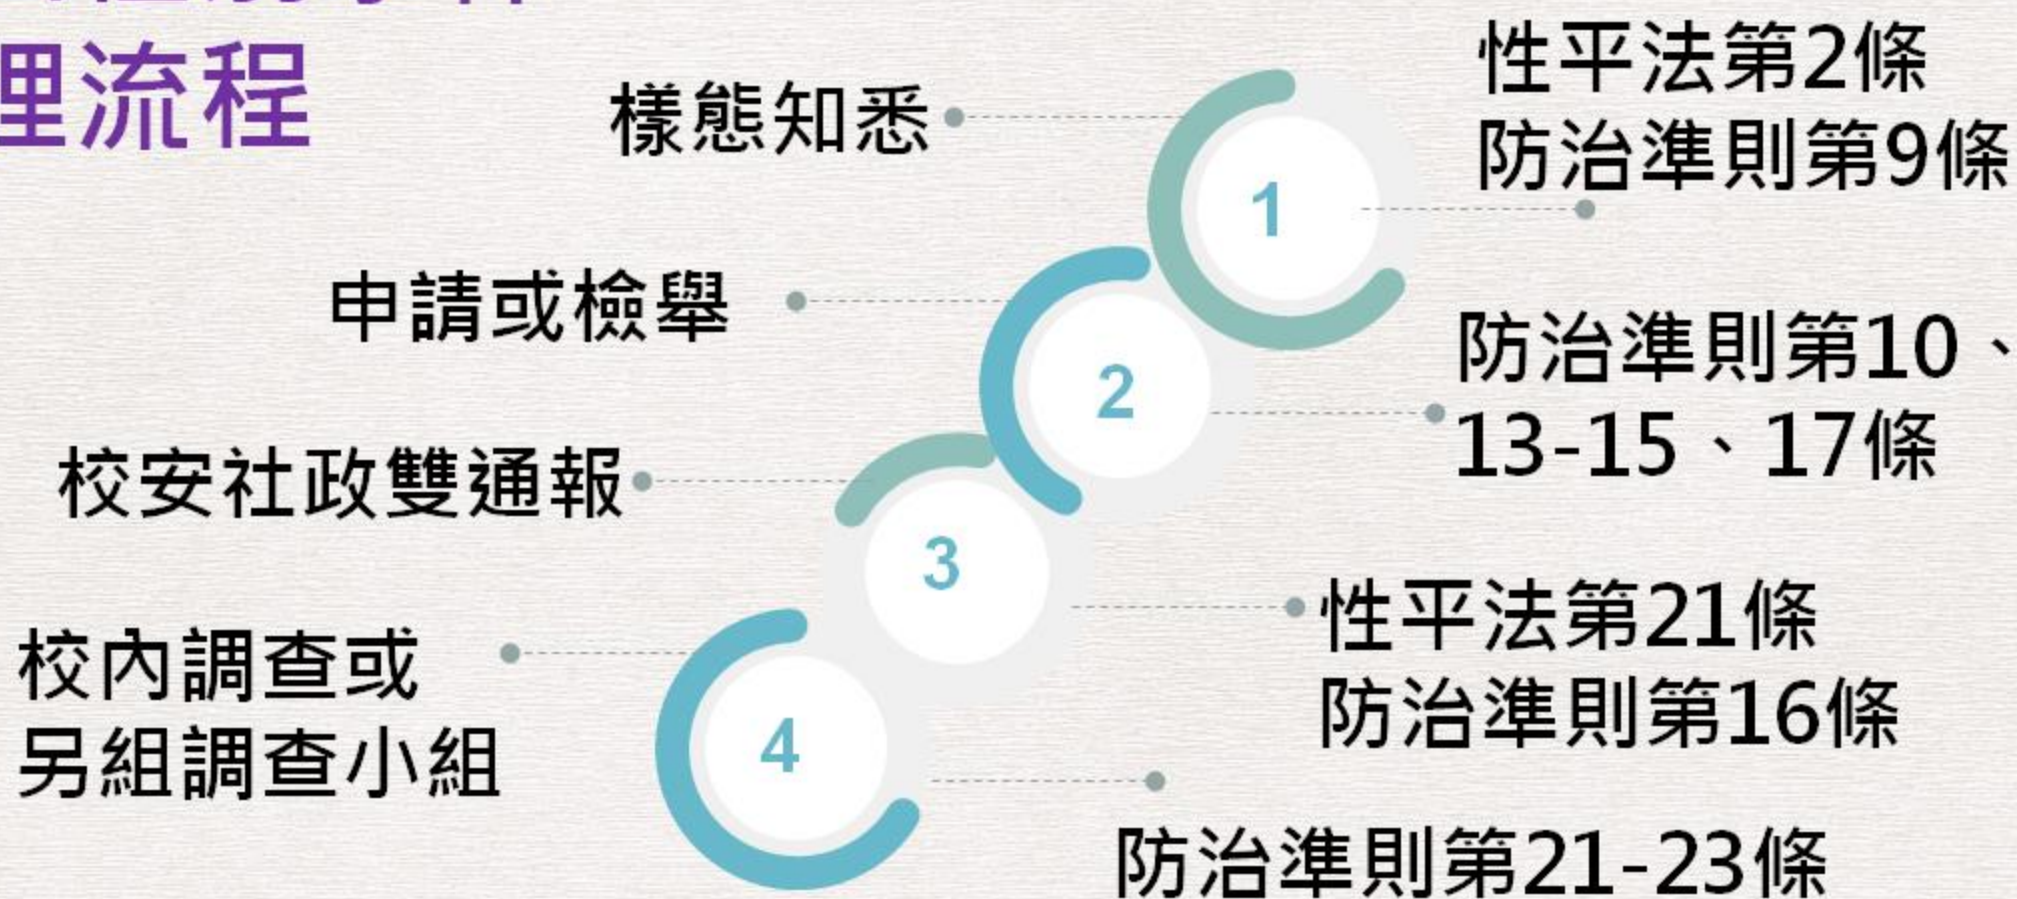 理流程
樣態知悉
1
性平法第2條
防治準則第9條
申請或檢舉
2
防治準則第10、
13-15、17條
校安社政雙通報
3
性平法第21條
防治準則第16條
校內調查或
另組調查小組
4
防治準則第21-23條